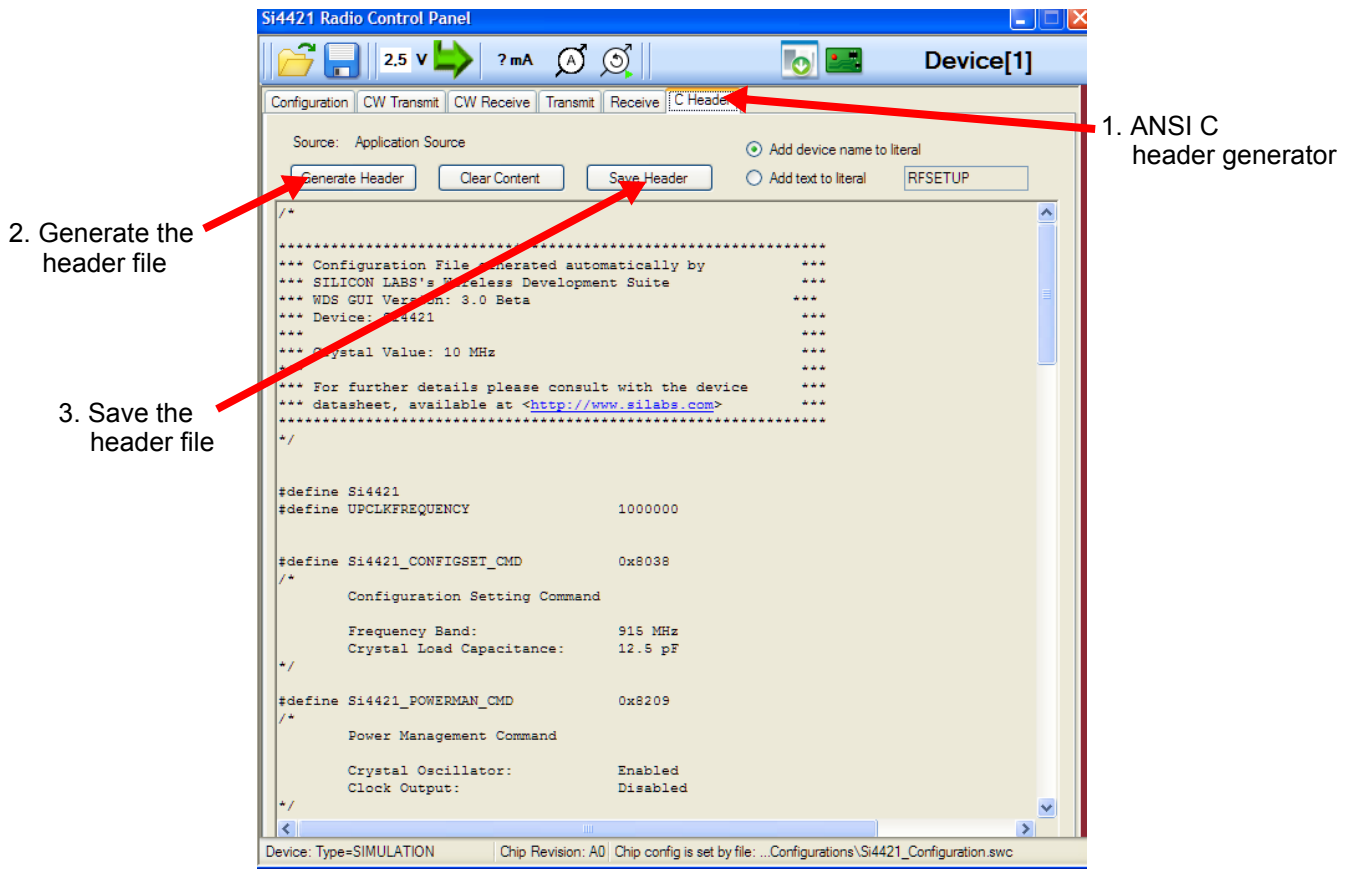 Si4421 Radio Control Panel
2.5 V ? mA A Device[1]
Configuration CW Transmit CW Receive Transmit Receive C Header
1. ANSI C
header generator
Source: Application Source
Add device name to literal
Generate Header Clear Content Save Header Add text to literal RFSETUP
2. Generate the
header file
3. Save the
header file
/*
***************************************************************
*** Configuration File generated automatically by ***
*** SILICON LABS's Wireless Development Suite ***
*** WDS GUI Version: 3.0 Beta ***
*** Device: Si4421 ***
*** ***
*** Crystal Value: 10 MHz ***
*** ***
*** For further details please consult with the device ***
*** datasheet, available at <http://www.silabs.com> ***
***************************************************************
*/
#define Si4421
#define UPCLKFREQUENCY 1000000
#define Si4421_CONFIGSET_CMD 0x8038
/*
Configuration Setting Command
Frequency Band: 915 MHz
Crystal Load Capacitance: 12.5 pF
*/
#define Si4421_POWERMAN_CMD 0x8209
/*
Power Management Command
Crystal Oscillator: Enabled
Clock Output: Disabled
*/
Device: Type=SIMULATION Chip Revision: A0 Chip config is set by file: ...Configurations\Si4421_Configuration.swc